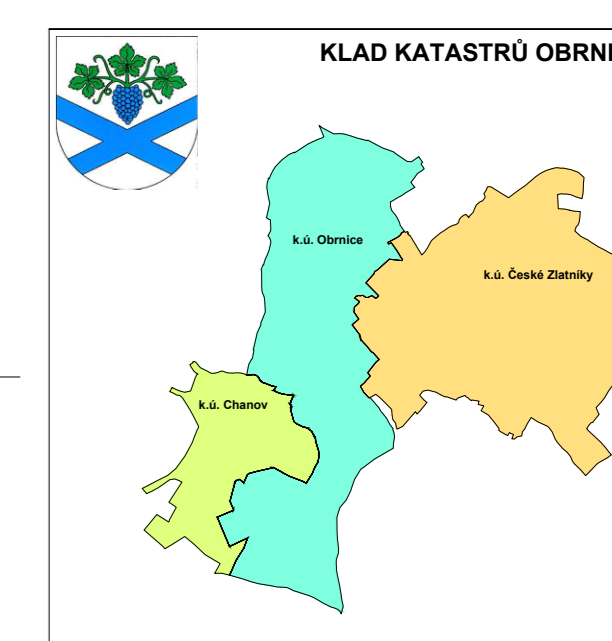 KLAD KATASTRŮ OBRNI
k.ú. Obrnice
k.ú. České Zlatníky
k.ú. Chanov